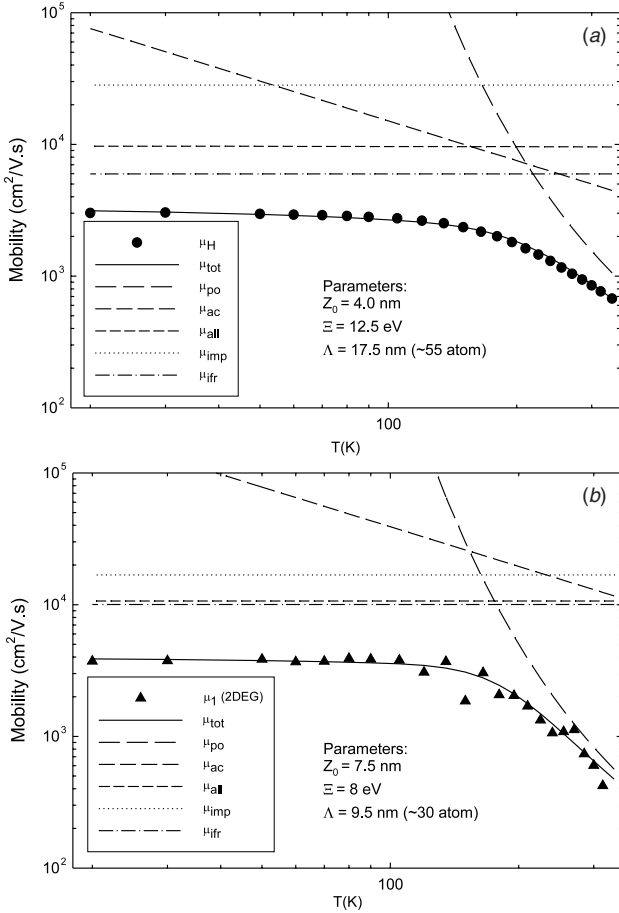 10⁵
(a)
10⁴
10³
10²
Mobility (cm²/V.s)
μH
μtot
μpo
μac
μall
μimp
μifr
Parameters:
Z₀ = 4.0 nm
Ξ = 12.5 eV
Λ = 17.5 nm (~55 atom)
100
T(K)
10⁵
(b)
10⁴
10³
10²
Mobility (cm²/V.s)
μ₁ (2DEG)
μtot
μpo
μac
μall
μimp
μifr
Parameters:
Z₀ = 7.5 nm
Ξ = 8 eV
Λ = 9.5 nm (~30 atom)
100
T(K)